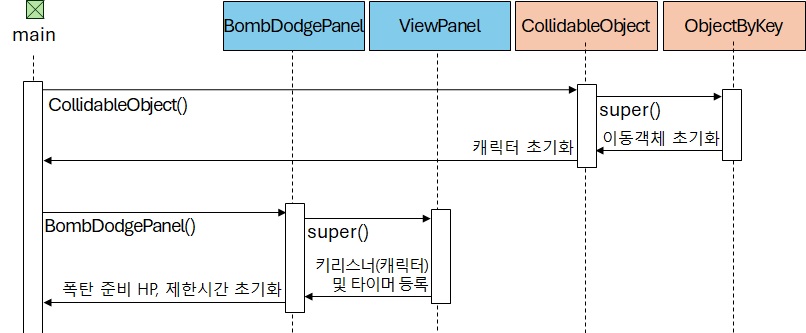 main
BombDodgePanel
ViewPanel
CollidableObject
ObjectByKey
CollidableObject()
super()
이동객체 초기화
캐릭터 초기화
BombDodgePanel()
super()
키리스너(캐릭터)
및 타이머 등록
폭탄 준비 HP, 제한시간 초기화